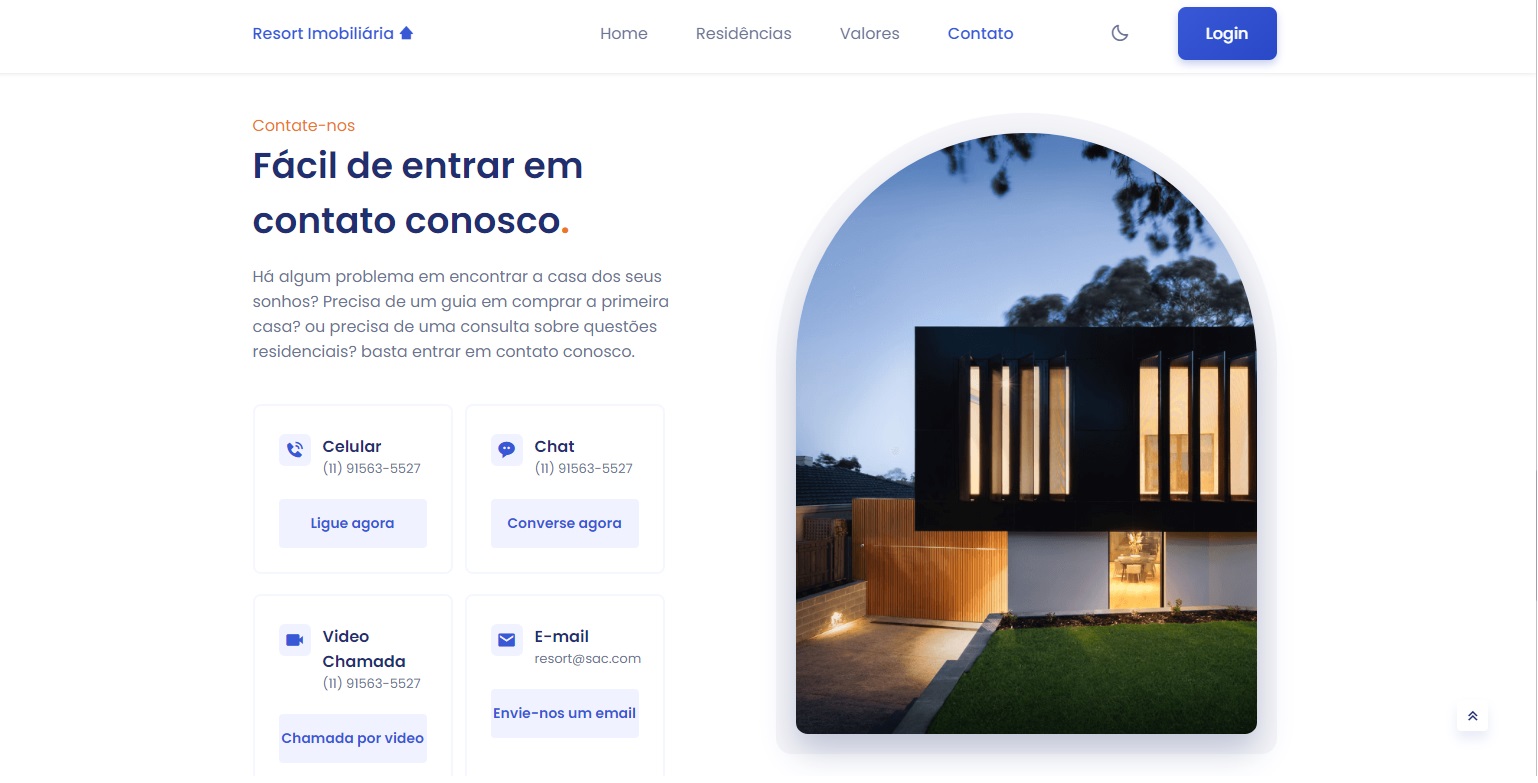 Resort Imobiliária
Home
Residências
Valores
Contato
Login
Contate-nos
Fácil de entrar em
contato conosco.
Há algum problema em encontrar a casa dos seus
sonhos? Precisa de um guia em comprar a primeira
casa? ou precisa de uma consulta sobre questões
residenciais? basta entrar em contato conosco.
Celular
(11) 91563-5527
Ligue agora
Chat
(11) 91563-5527
Converse agora
Video
Chamada
(11) 91563-5527
Chamada por video
E-mail
resort@sac.com
Envie-nos um email